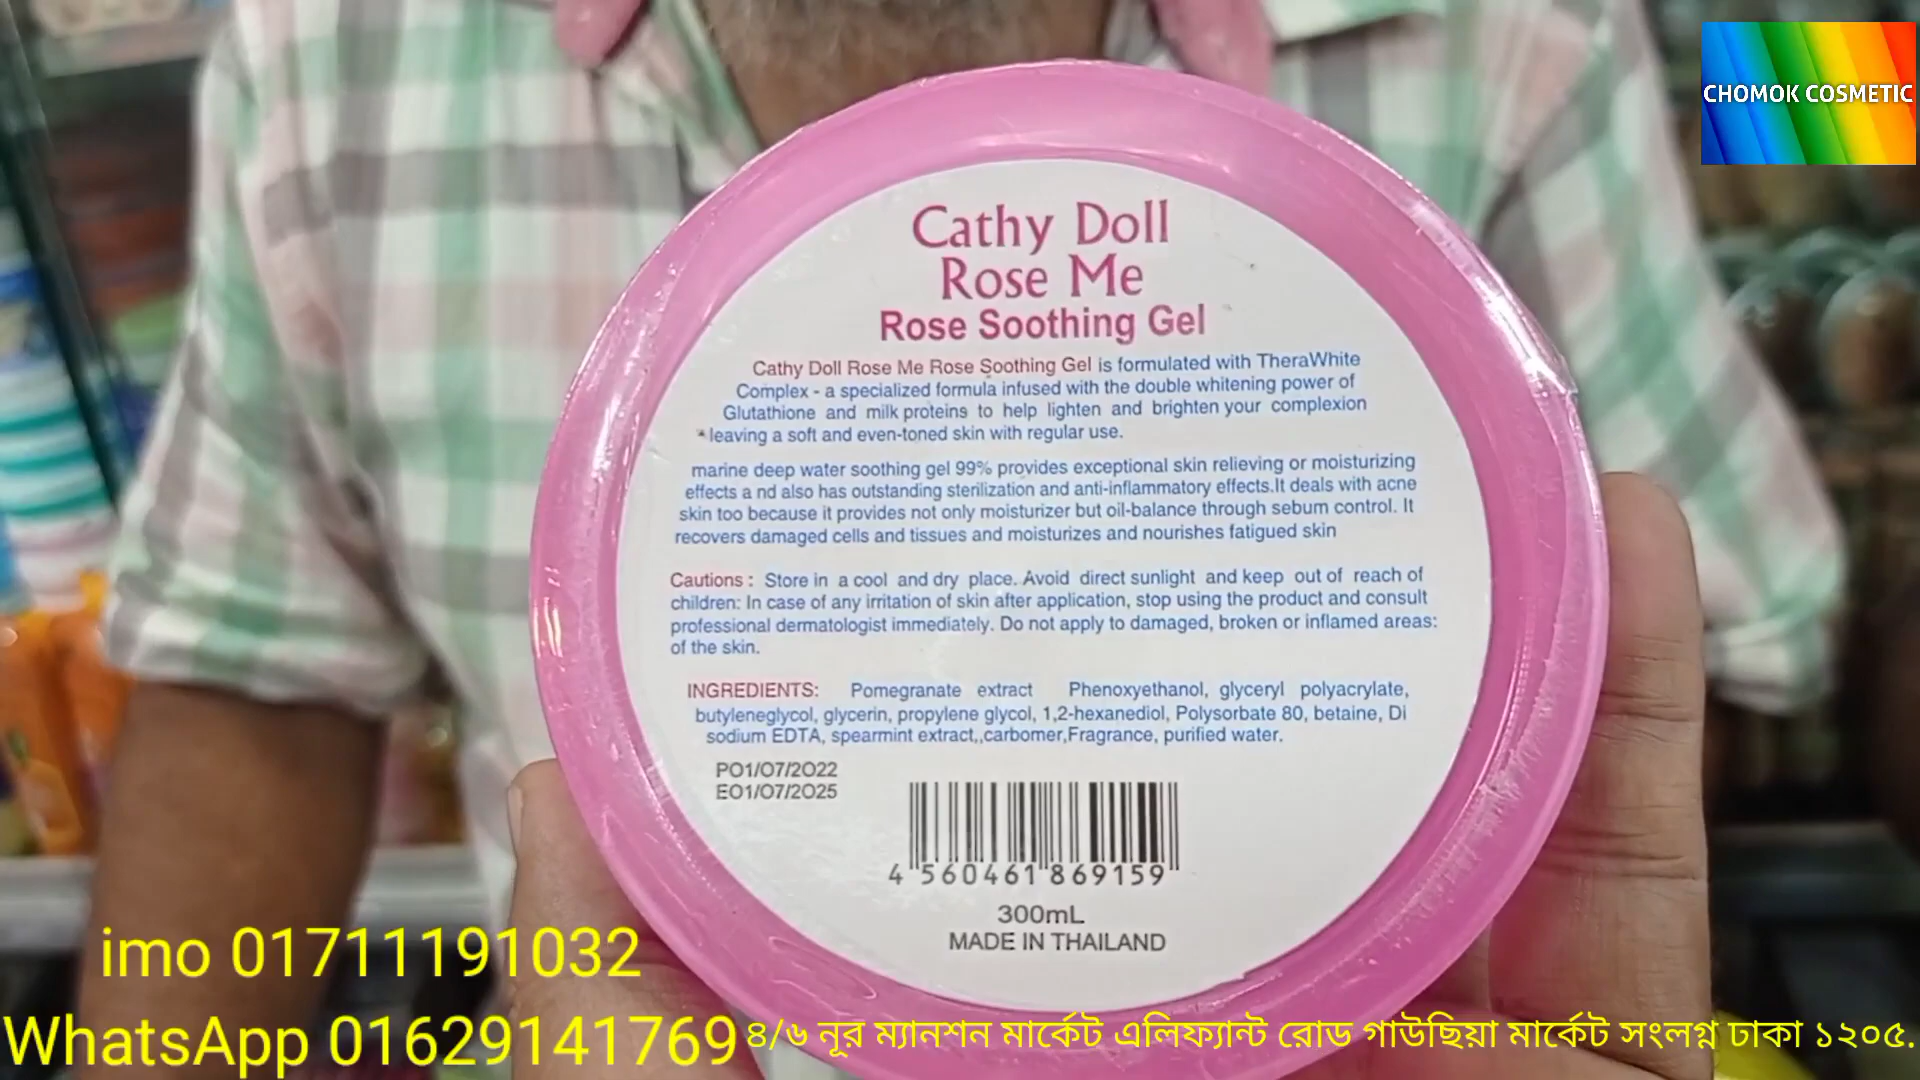 CHOMOK COSMETIC
Cathy Doll
Rose Me
Rose Soothing Gel
Cathy Doll Rose Me Rose Soothing Gel is formulated with TheraWhite
Complex - a specialized formula infused with the double whitening power of
Glutathione and milk proteins to help lighten and brighten your complexion
leaving a soft and even-toned skin with regular use.
marine deep water soothing gel 99% provides exceptional skin relieving or moisturizing
effects a nd also has outstanding sterilization and anti-inflammatory effects.It deals with acne
skin too because it provides not only moisturizer but oil-balance through sebum control. It
recovers damaged cells and tissues and moisturizes and nourishes fatigued skin
Cautions : Store in a cool and dry place. Avoid direct sunlight and keep out of reach of
children: In case of any irritation of skin after application, stop using the product and consult
professional dermatologist immediately. Do not apply to damaged, broken or inflamed areas:
of the skin.
INGREDIENTS: Pomegranate extract Phenoxyethanol, glyceryl polyacrylate,
butyleneglycol, glycerin, propylene glycol, 1,2-hexanediol, Polysorbate 80, betaine, Di
sodium EDTA, spearmint extract,,carbomer,Fragrance, purified water.
PO1/07/2022
EO1/07/2025
4 560461 869159
300mL
MADE IN THAILAND
imo 01711191032
WhatsApp 01629141769
৪/৬ নূর ম্যানশন মার্কেট এলিফ্যান্ট রোড গাউছিয়া মার্কেট সংলগ্ন ঢাকা ১২০৫.